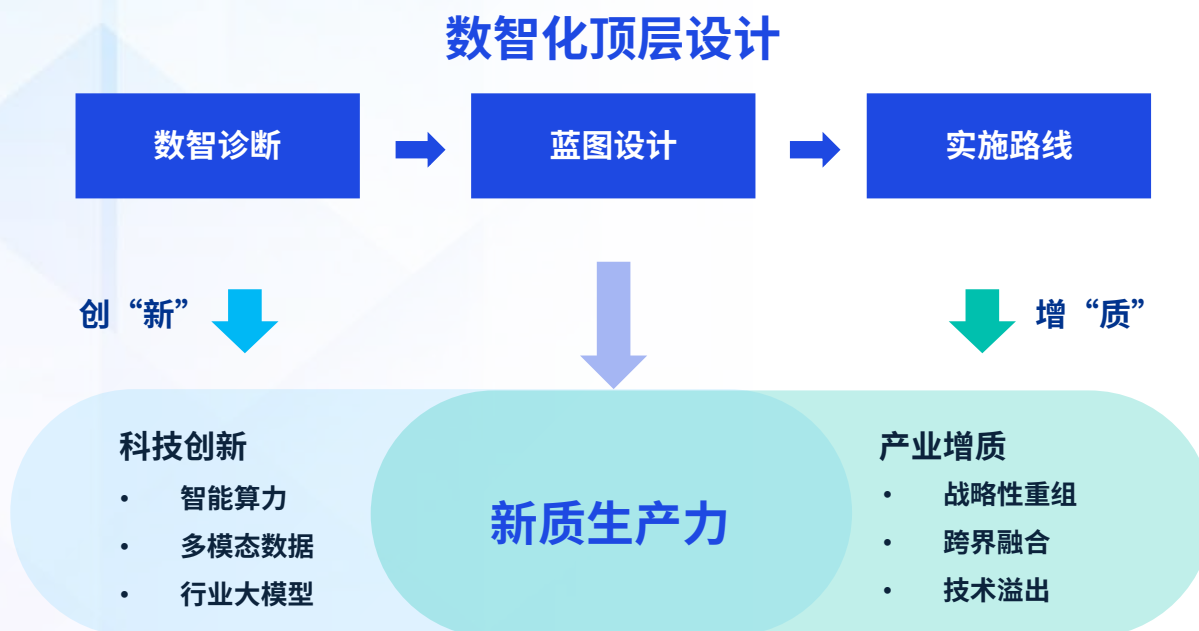 数智化顶层设计
数智诊断
蓝图设计
实施路线
创“新”
增“质”
科技创新
• 智能算力
• 多模态数据
• 行业大模型
新质生产力
产业增质
• 战略性重组
• 跨界融合
• 技术溢出